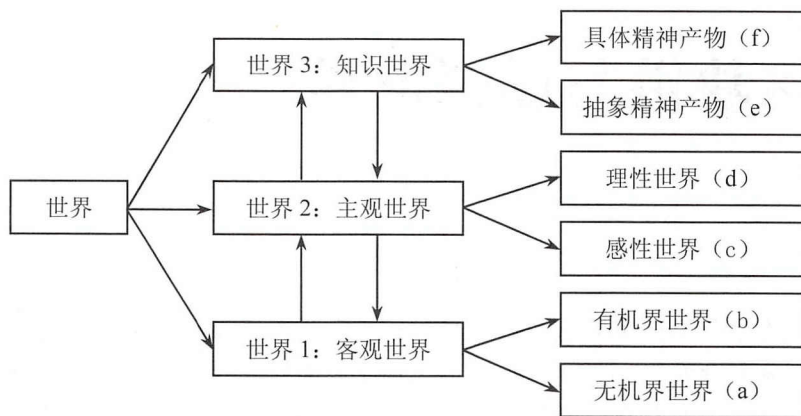 世界
世界 3：知识世界
世界 2：主观世界
世界 1：客观世界
具体精神产物（f）
抽象精神产物（e）
理性世界（d）
感性世界（c）
有机界世界（b）
无机界世界（a）